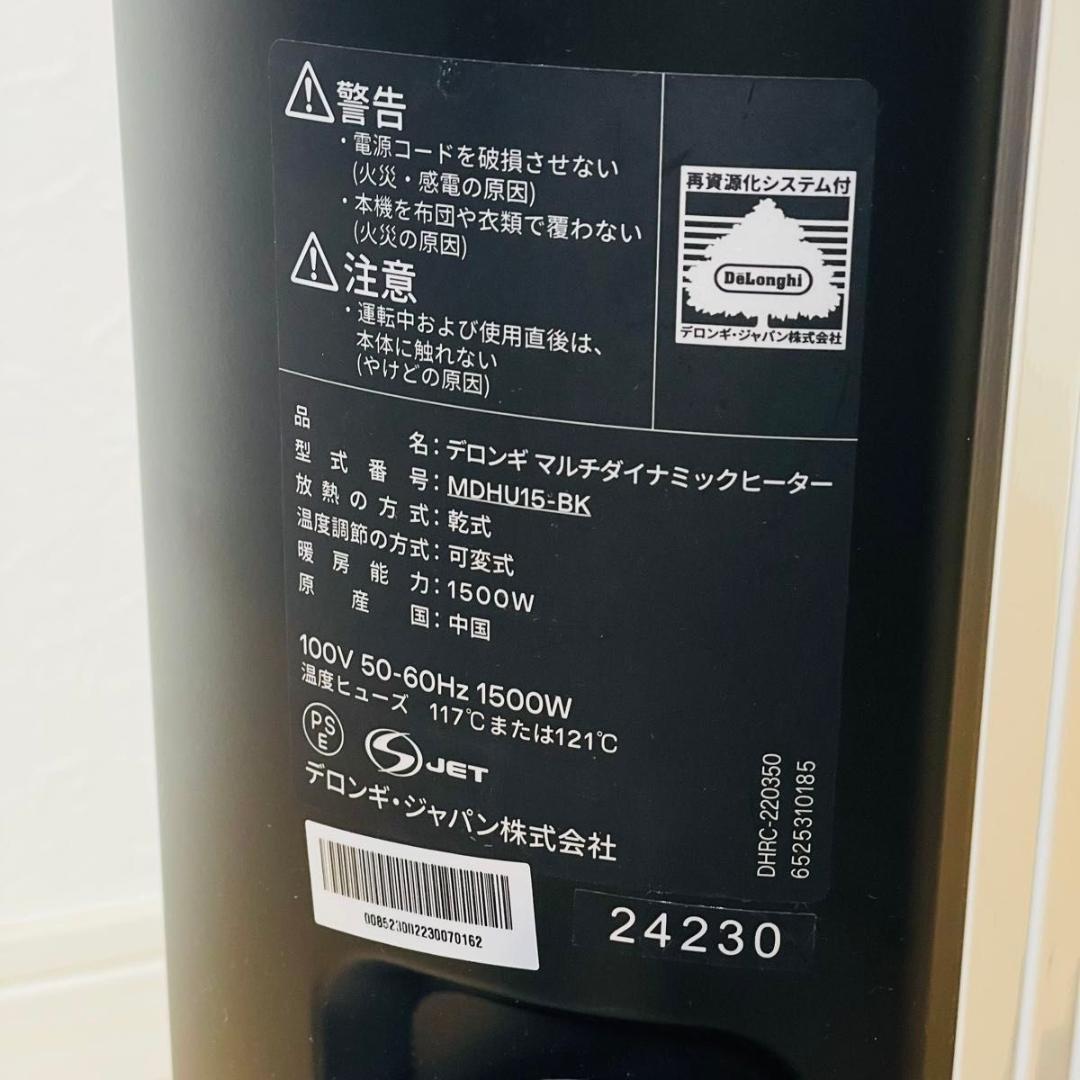 警告
・電源コードを破損させない
(火災・感電の原因)
・本機を布団や衣類で覆わない
(火災の原因)
注意
・運転中および使用直後は、
本体に触れない
(やけどの原因)
再資源化システム付
DeLonghi
デロンギ・ジャパン株式会社
品名：デロンギ マルチダイナミックヒーター
型式番号：MDHU15-BK
放熱の方式：乾式
温度調節の方式：可変式
暖房能力：1500W
原産国：中国
100V 50-60Hz 1500W
温度ヒューズ 117℃または121℃
PSE
S JET
デロンギ・ジャパン株式会社
DHRC-220350
6525310185
008523002230070162
24230